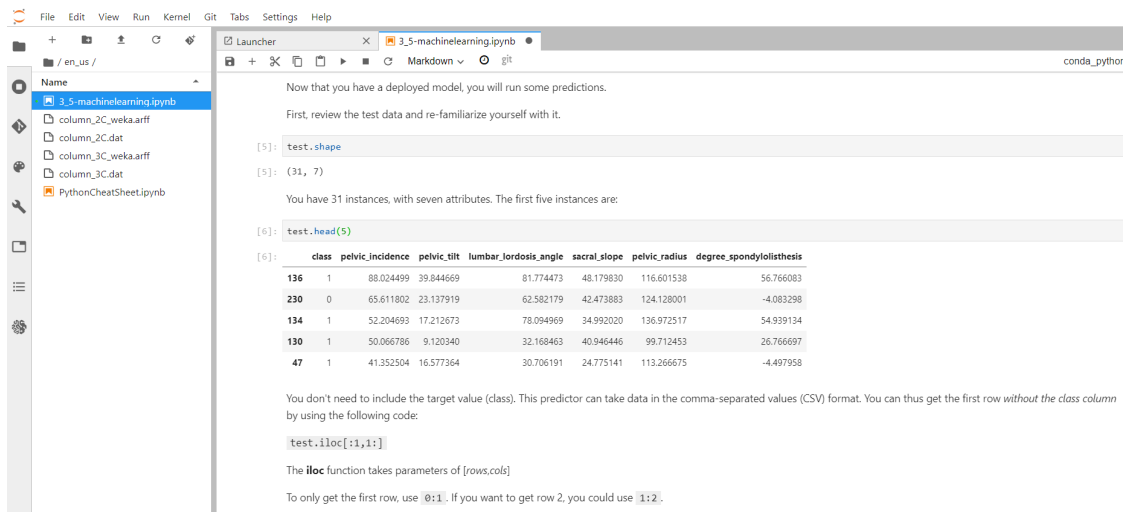 File Edit View Run Kernel Git Tabs Settings Help
Launcher
3_5-machinelearning.ipynb
Markdown
git
conda_python
/ en_us /
Name
3_5-machinelearning.ipynb
column_2C_weka.arff
column_2C.dat
column_3C_weka.arff
column_3C.dat
PythonCheatSheet.ipynb
Now that you have a deployed model, you will run some predictions.
First, review the test data and re-familiarize yourself with it.
[5]: test.shape
[5]: (31, 7)
You have 31 instances, with seven attributes. The first five instances are:
[6]: test.head(5)
[6]: class pelvic_incidence pelvic_tilt lumbar_lordosis_angle sacral_slope pelvic_radius degree_spondylolisthesis
136 1 88.024499 39.844669 81.774473 48.179830 116.601538 56.766083
230 0 65.611802 23.137919 62.582179 42.473883 124.128001 -4.083298
134 1 52.204693 17.212673 78.094969 34.992020 136.972517 54.939134
130 1 50.066786 9.120340 32.168463 40.946446 99.712453 26.766697
47 1 41.352504 16.577364 30.706191 24.775141 113.266675 -4.497958
You don't need to include the target value (class). This predictor can take data in the comma-separated values (CSV) format. You can thus get the first row without the class column
by using the following code:
test.iloc[:1,1:]
The iloc function takes parameters of [rows,cols]
To only get the first row, use 0:1 . If you want to get row 2, you could use 1:2 .